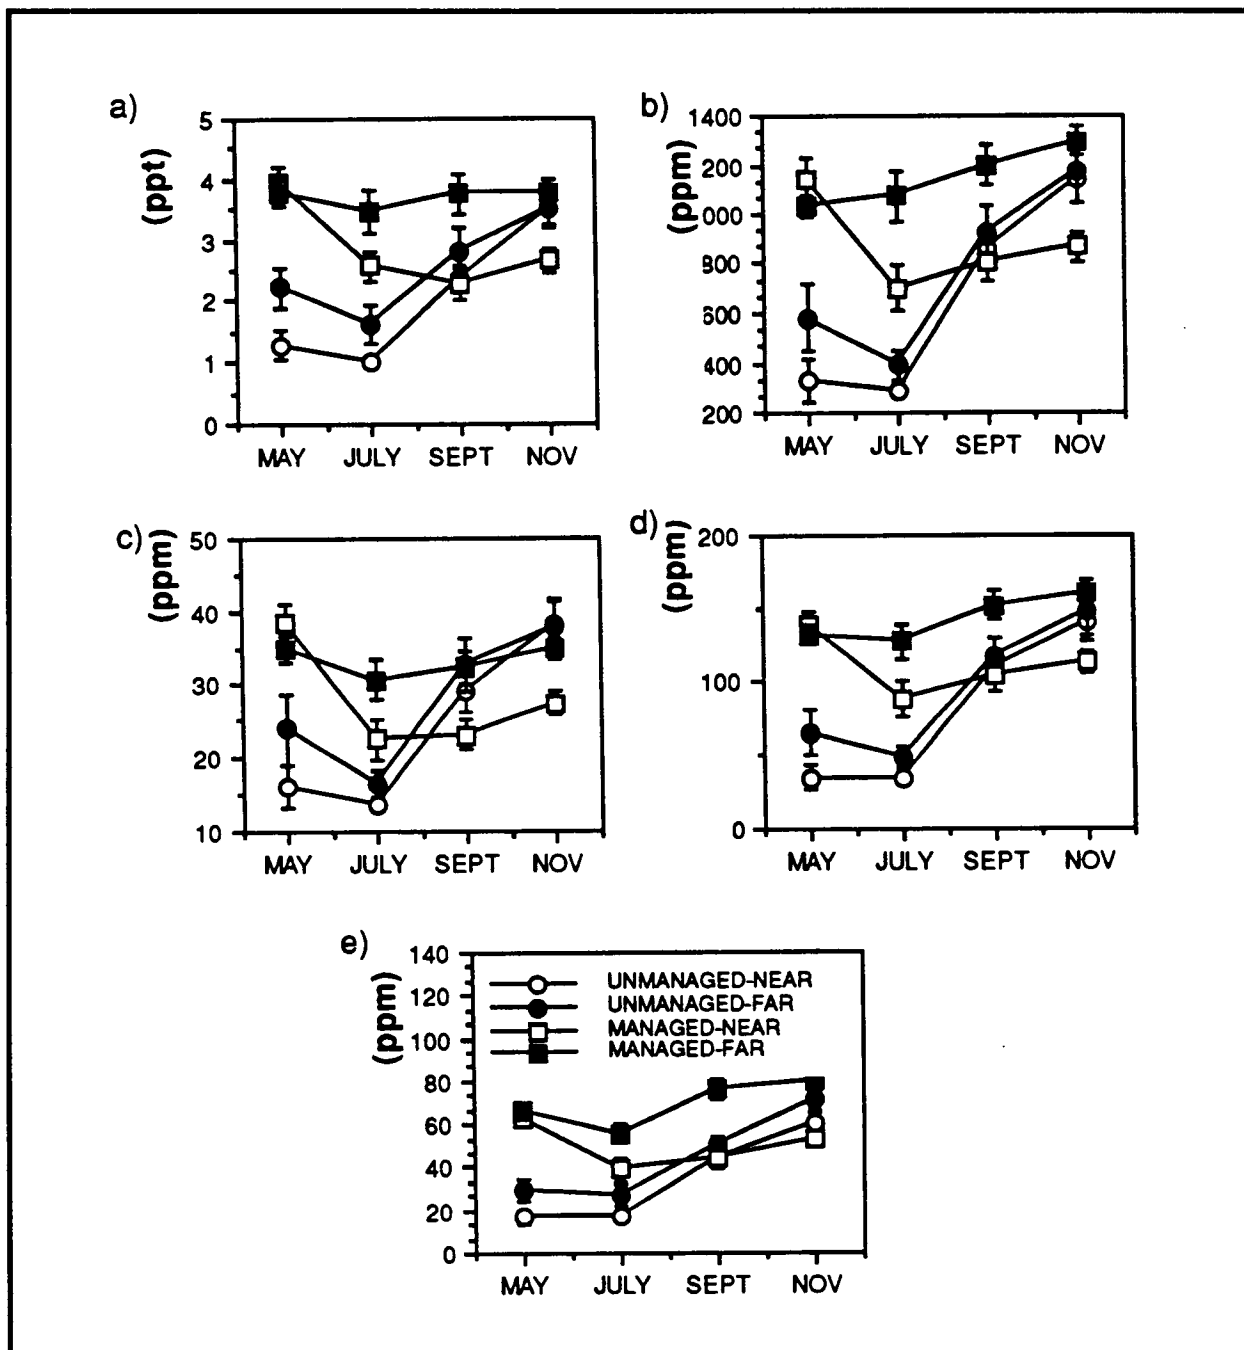 a)
(ppt)
5
4
3
2
1
0
MAY JULY SEPT NOV
b)
(ppm)
1400
200
000
800
600
400
200
MAY JULY SEPT NOV
c)
(ppm)
50
40
30
20
10
MAY JULY SEPT NOV
d)
(ppm)
200
100
0
MAY JULY SEPT NOV
e)
(ppm)
140
120
100
80
60
40
20
0
UNMANAGED-NEAR
UNMANAGED-FAR
MANAGED-NEAR
MANAGED-FAR
MAY JULY SEPT NOV